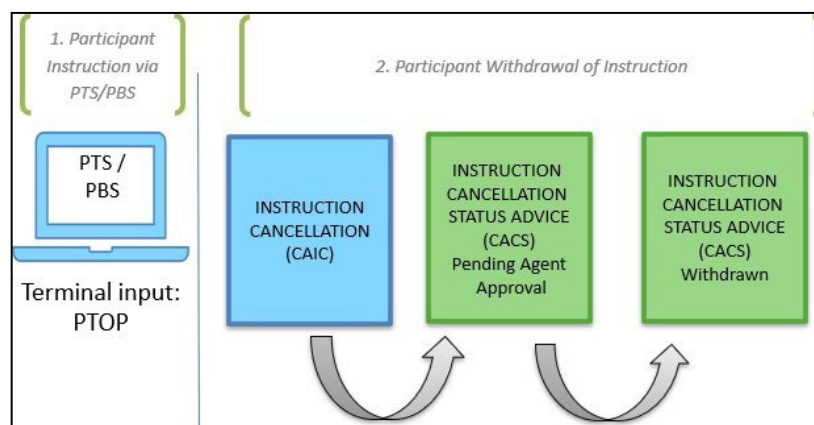 1. Participant
Instruction via
PTS/PBS
2. Participant Withdrawal of Instruction
PTS /
PBS
Terminal input:
PTOP
INSTRUCTION
CANCELLATION
(CAIC)
INSTRUCTION
CANCELLATION
STATUS ADVICE
(CACS)
Pending Agent
Approval
INSTRUCTION
CANCELLATION
STATUS ADVICE
(CACS)
Withdrawn